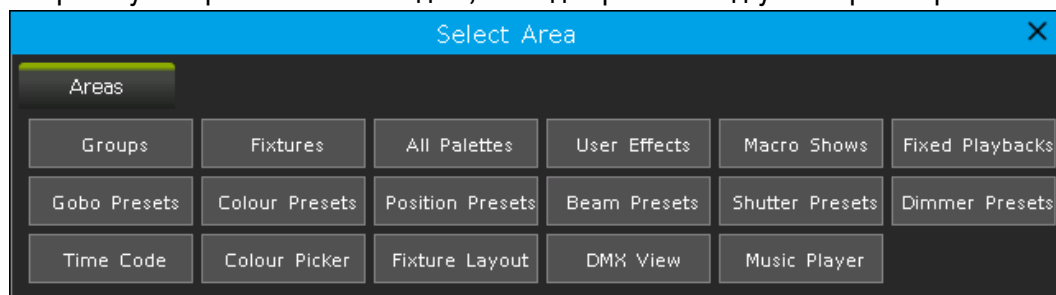 Select Area
Areas
Groups Fixtures All Palettes User Effects Macro Shows Fixed Playbacks
Gobo Presets Colour Presets Position Presets Beam Presets Shutter Presets Dimmer Presets
Time Code Colour Picker Fixture Layout DMX View Music Player